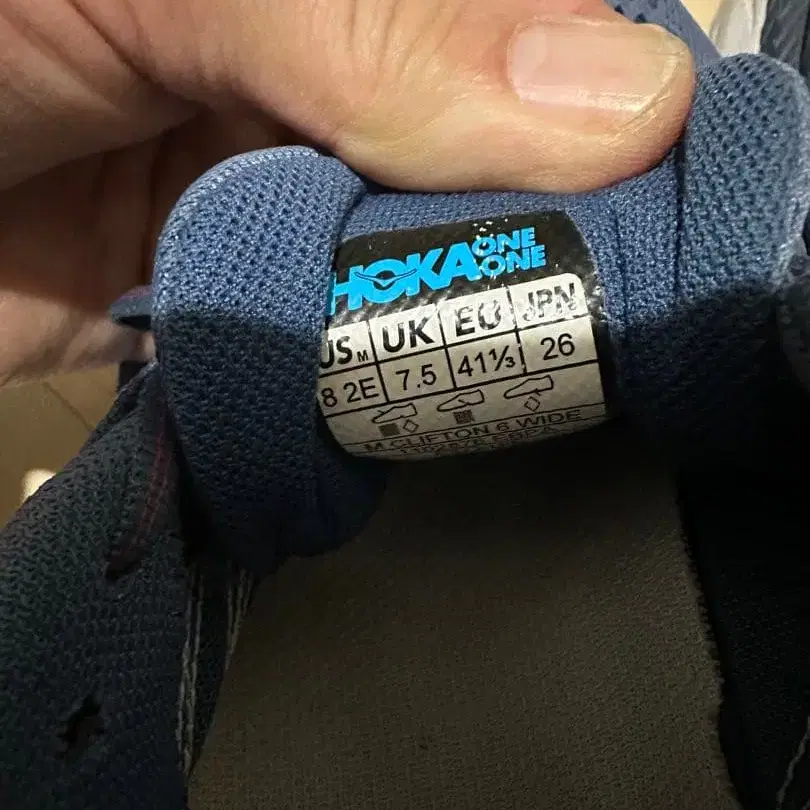 HOKA ONE ONE
US M UK EU JPN
8 2E 7.5 41⅓ 26
M CLIFTON 6 WIDE